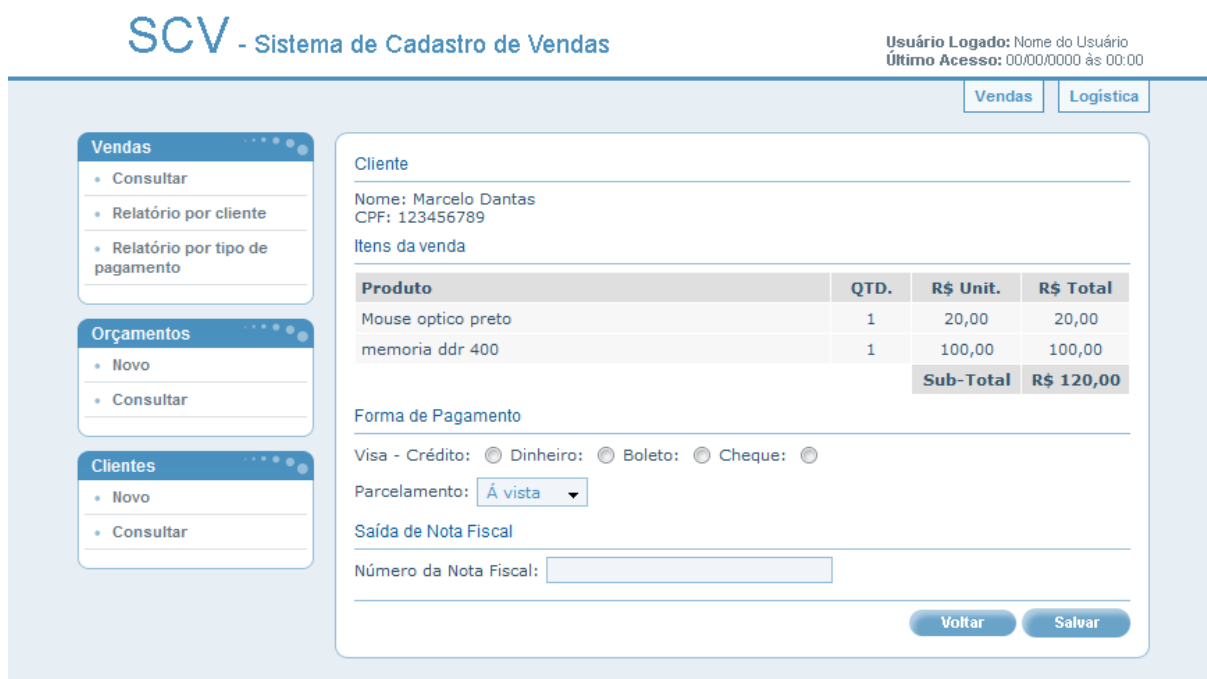 SCV - Sistema de Cadastro de Vendas
Usuário Logado: Nome do Usuário
Último Acesso: 00/00/0000 às 00:00
Vendas Logística
Vendas
Consultar
Relatório por cliente
Relatório por tipo de
pagamento
Orçamentos
Novo
Consultar
Clientes
Novo
Consultar
Cliente
Nome: Marcelo Dantas
CPF: 123456789
Itens da venda
Produto QTD. R$ Unit. R$ Total
Mouse optico preto 1 20,00 20,00
memoria ddr 400 1 100,00 100,00
Sub-Total R$ 120,00
Forma de Pagamento
Visa - Crédito: Dinheiro: Boleto: Cheque:
Parcelamento: Á vista
Saída de Nota Fiscal
Número da Nota Fiscal:
Voltar Salvar